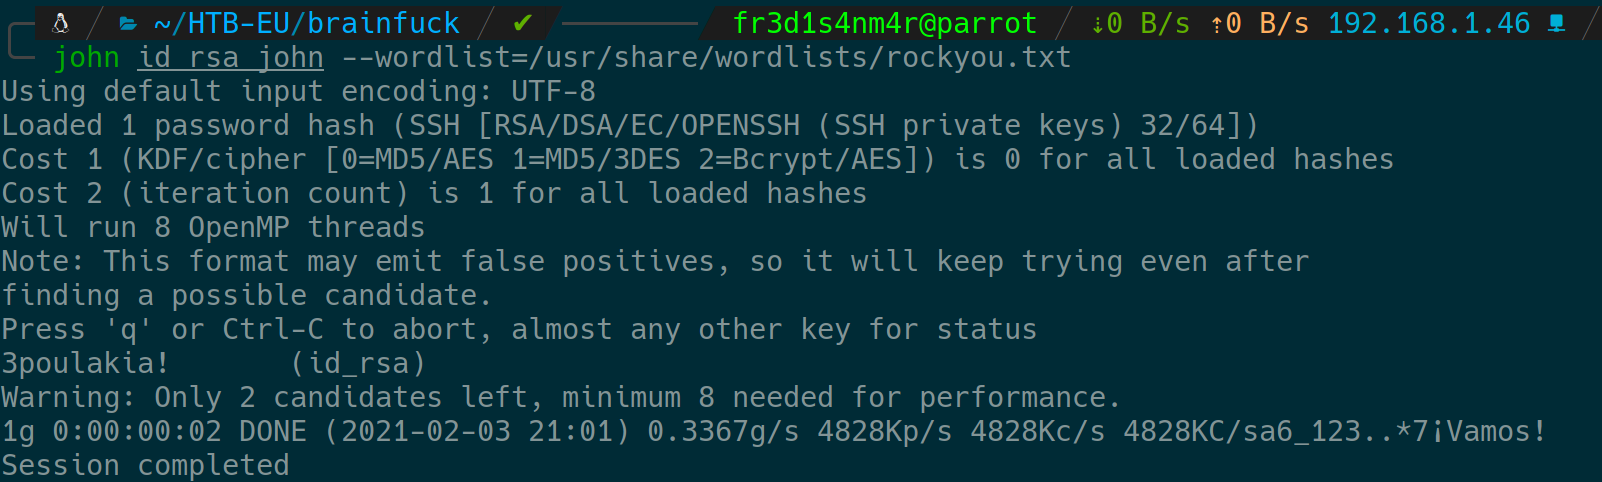 ~/HTB-EU/brainfuck ✔ fr3d1s4nm4r@parrot ⇣0 B/s ⇡0 B/s 192.168.1.46
john id_rsa_john --wordlist=/usr/share/wordlists/rockyou.txt
Using default input encoding: UTF-8
Loaded 1 password hash (SSH [RSA/DSA/EC/OPENSSH (SSH private keys) 32/64])
Cost 1 (KDF/cipher [0=MD5/AES 1=MD5/3DES 2=Bcrypt/AES]) is 0 for all loaded hashes
Cost 2 (iteration count) is 1 for all loaded hashes
Will run 8 OpenMP threads
Note: This format may emit false positives, so it will keep trying even after
finding a possible candidate.
Press 'q' or Ctrl-C to abort, almost any other key for status
3poulakia!       (id_rsa)
Warning: Only 2 candidates left, minimum 8 needed for performance.
1g 0:00:00:02 DONE (2021-02-03 21:01) 0.3367g/s 4828Kp/s 4828Kc/s 4828KC/sa6_123..*7¡Vamos!
Session completed